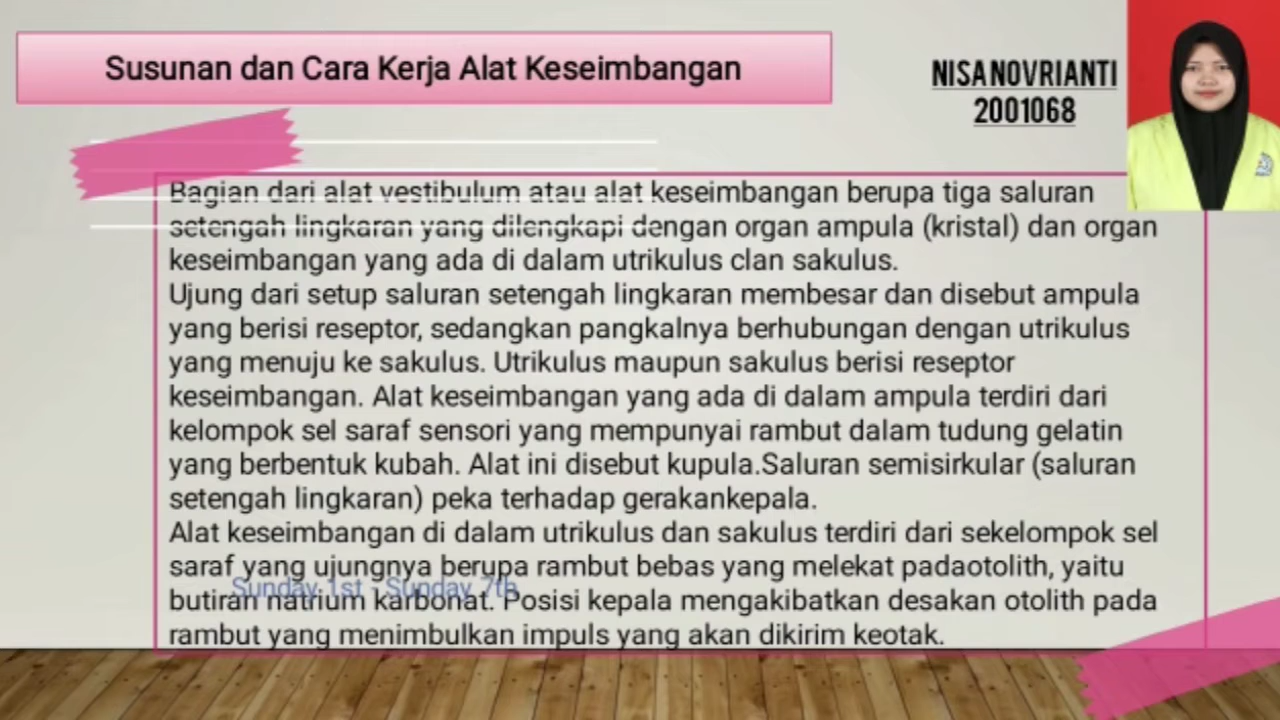 Susunan dan Cara Kerja Alat Keseimbangan
NISA NOVRIANTI
2001068
Bagian dari alat vestibulum atau alat keseimbangan berupa tiga saluran
setengah lingkaran yang dilengkapi dengan organ ampula (kristal) dan organ
keseimbangan yang ada di dalam utrikulus clan sakulus.
Ujung dari setup saluran setengah lingkaran membesar dan disebut ampula
yang berisi reseptor, sedangkan pangkalnya berhubungan dengan utrikulus
yang menuju ke sakulus. Utrikulus maupun sakulus berisi reseptor
keseimbangan. Alat keseimbangan yang ada di dalam ampula terdiri dari
kelompok sel saraf sensori yang mempunyai rambut dalam tudung gelatin
yang berbentuk kubah. Alat ini disebut kupula.Saluran semisirkular (saluran
setengah lingkaran) peka terhadap gerakankepala.
Alat keseimbangan di dalam utrikulus dan sakulus terdiri dari sekelompok sel
saraf yang ujungnya berupa rambut bebas yang melekat padaotolith, yaitu
Sunday 1st - Sunday 7th
butiran natrium karbonat. Posisi kepala mengakibatkan desakan otolith pada
rambut yang menimbulkan impuls yang akan dikirim keotak.